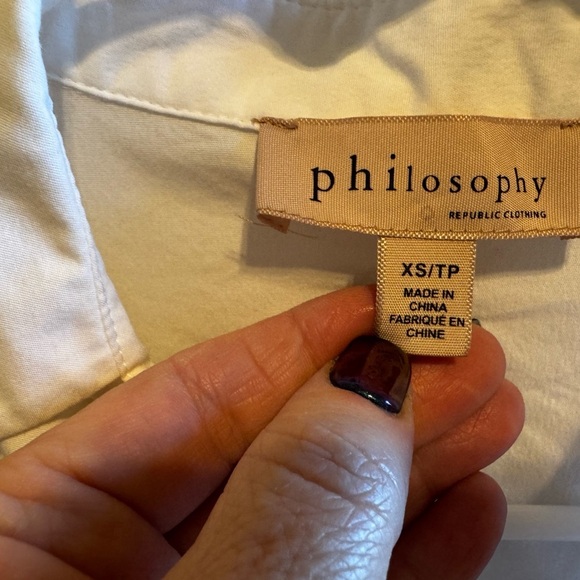 philosophy
REPUBLIC CLOTHING
XS/TP
MADE IN
CHINA
FABRIQUÉ EN
CHINE